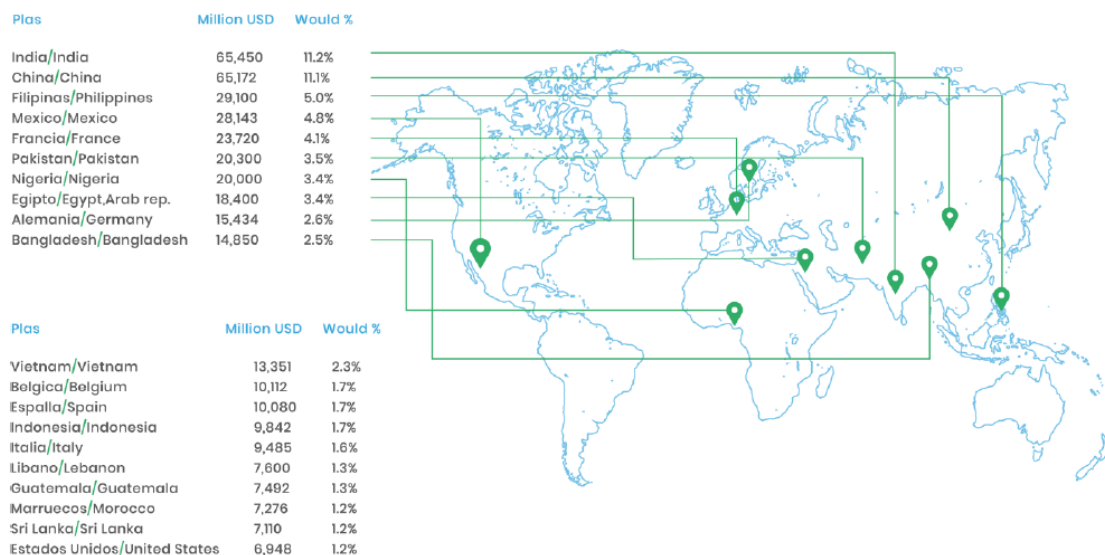 Plas Million USD Would %
India/India 65,450 11.2%
China/China 65,172 11.1%
Filipinas/Philippines 29,100 5.0%
Mexico/Mexico 28,143 4.8%
Francia/France 23,720 4.1%
Pakistan/Pakistan 20,300 3.5%
Nigeria/Nigeria 20,000 3.4%
Egipto/Egypt,Arab rep. 18,400 3.4%
Alemania/Germany 15,434 2.6%
Bangladesh/Bangladesh 14,850 2.5%
Plas Million USD Would %
Vietnam/Vietnam 13,351 2.3%
Belgica/Belgium 10,112 1.7%
Espalla/Spain 10,080 1.7%
Indonesia/Indonesia 9,842 1.7%
Italia/Italy 9,485 1.6%
Libano/Lebanon 7,600 1.3%
Guatemala/Guatemala 7,492 1.3%
Marruecos/Morocco 7,276 1.2%
Sri Lanka/Sri Lanka 7,110 1.2%
Estados Unidos/United States 6,948 1.2%